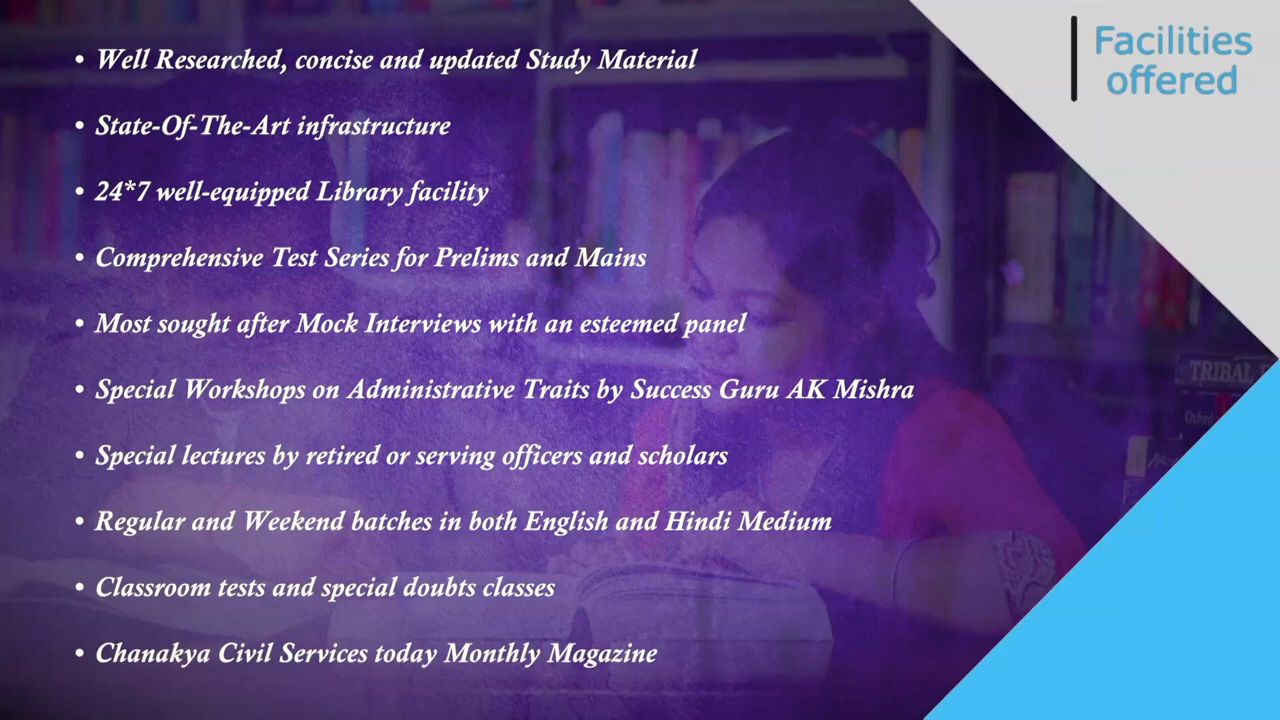 Facilities
offered
• Well Researched, concise and updated Study Material
• State-Of-The-Art infrastructure
• 24*7 well-equipped Library facility
• Comprehensive Test Series for Prelims and Mains
• Most sought after Mock Interviews with an esteemed panel
• Special Workshops on Administrative Traits by Success Guru AK Mishra
• Special lectures by retired or serving officers and scholars
• Regular and Weekend batches in both English and Hindi Medium
• Classroom tests and special doubts classes
• Chanakya Civil Services today Monthly Magazine
TRIBAL